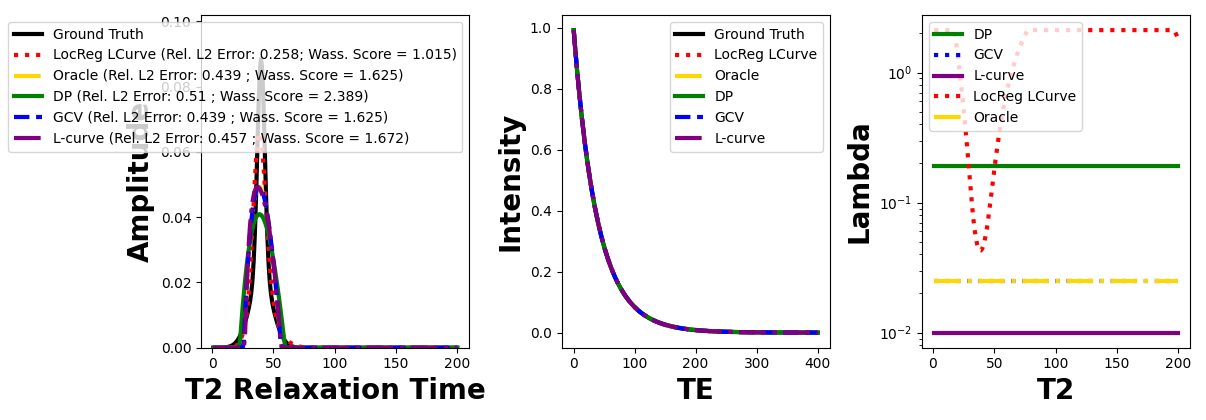 Ground Truth
LocReg LCurve (Rel. L2 Error: 0.258; Wass. Score = 1.015)
Oracle (Rel. L2 Error: 0.439 ; Wass. Score = 1.625)
DP (Rel. L2 Error: 0.51 ; Wass. Score = 2.389)
GCV (Rel. L2 Error: 0.439 ; Wass. Score = 1.625)
L-curve (Rel. L2 Error: 0.457 ; Wass. Score = 1.672)
Amplitude
0.10
0.08
0.06
0.04
0.02
0.00
0 50 100 150 200
T2 Relaxation Time
Ground Truth
LocReg LCurve
Oracle
DP
GCV
L-curve
Intensity
1.0
0.8
0.6
0.4
0.2
0.0
0 100 200 300 400
TE
DP
GCV
L-curve
LocReg LCurve
Oracle
Lambda
10⁰
10⁻¹
10⁻²
0 50 100 150 200
T2